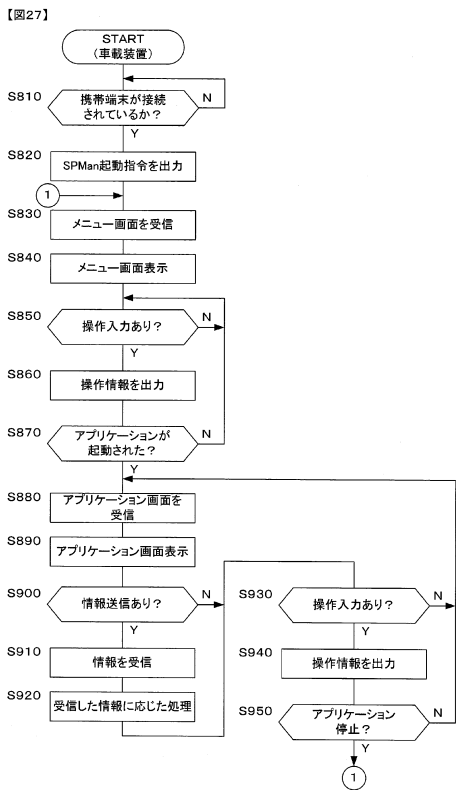 【図27】
START
(車載装置)
S810
携帯端末が接続
されているか？
N
Y
S820
SPMan起動指令を出力
1
S830
メニュー画面を受信
S840
メニュー画面表示
S850
操作入力あり？
N
Y
S860
操作情報を出力
S870
アプリケーションが
起動された？
N
Y
S880
アプリケーション画面を
受信
S890
アプリケーション画面表示
S900
情報送信あり？
N
Y
S910
情報を受信
S920
受信した情報に応じた処理
S930
操作入力あり？
N
Y
S940
操作情報を出力
S950
アプリケーション
停止？
N
Y
1